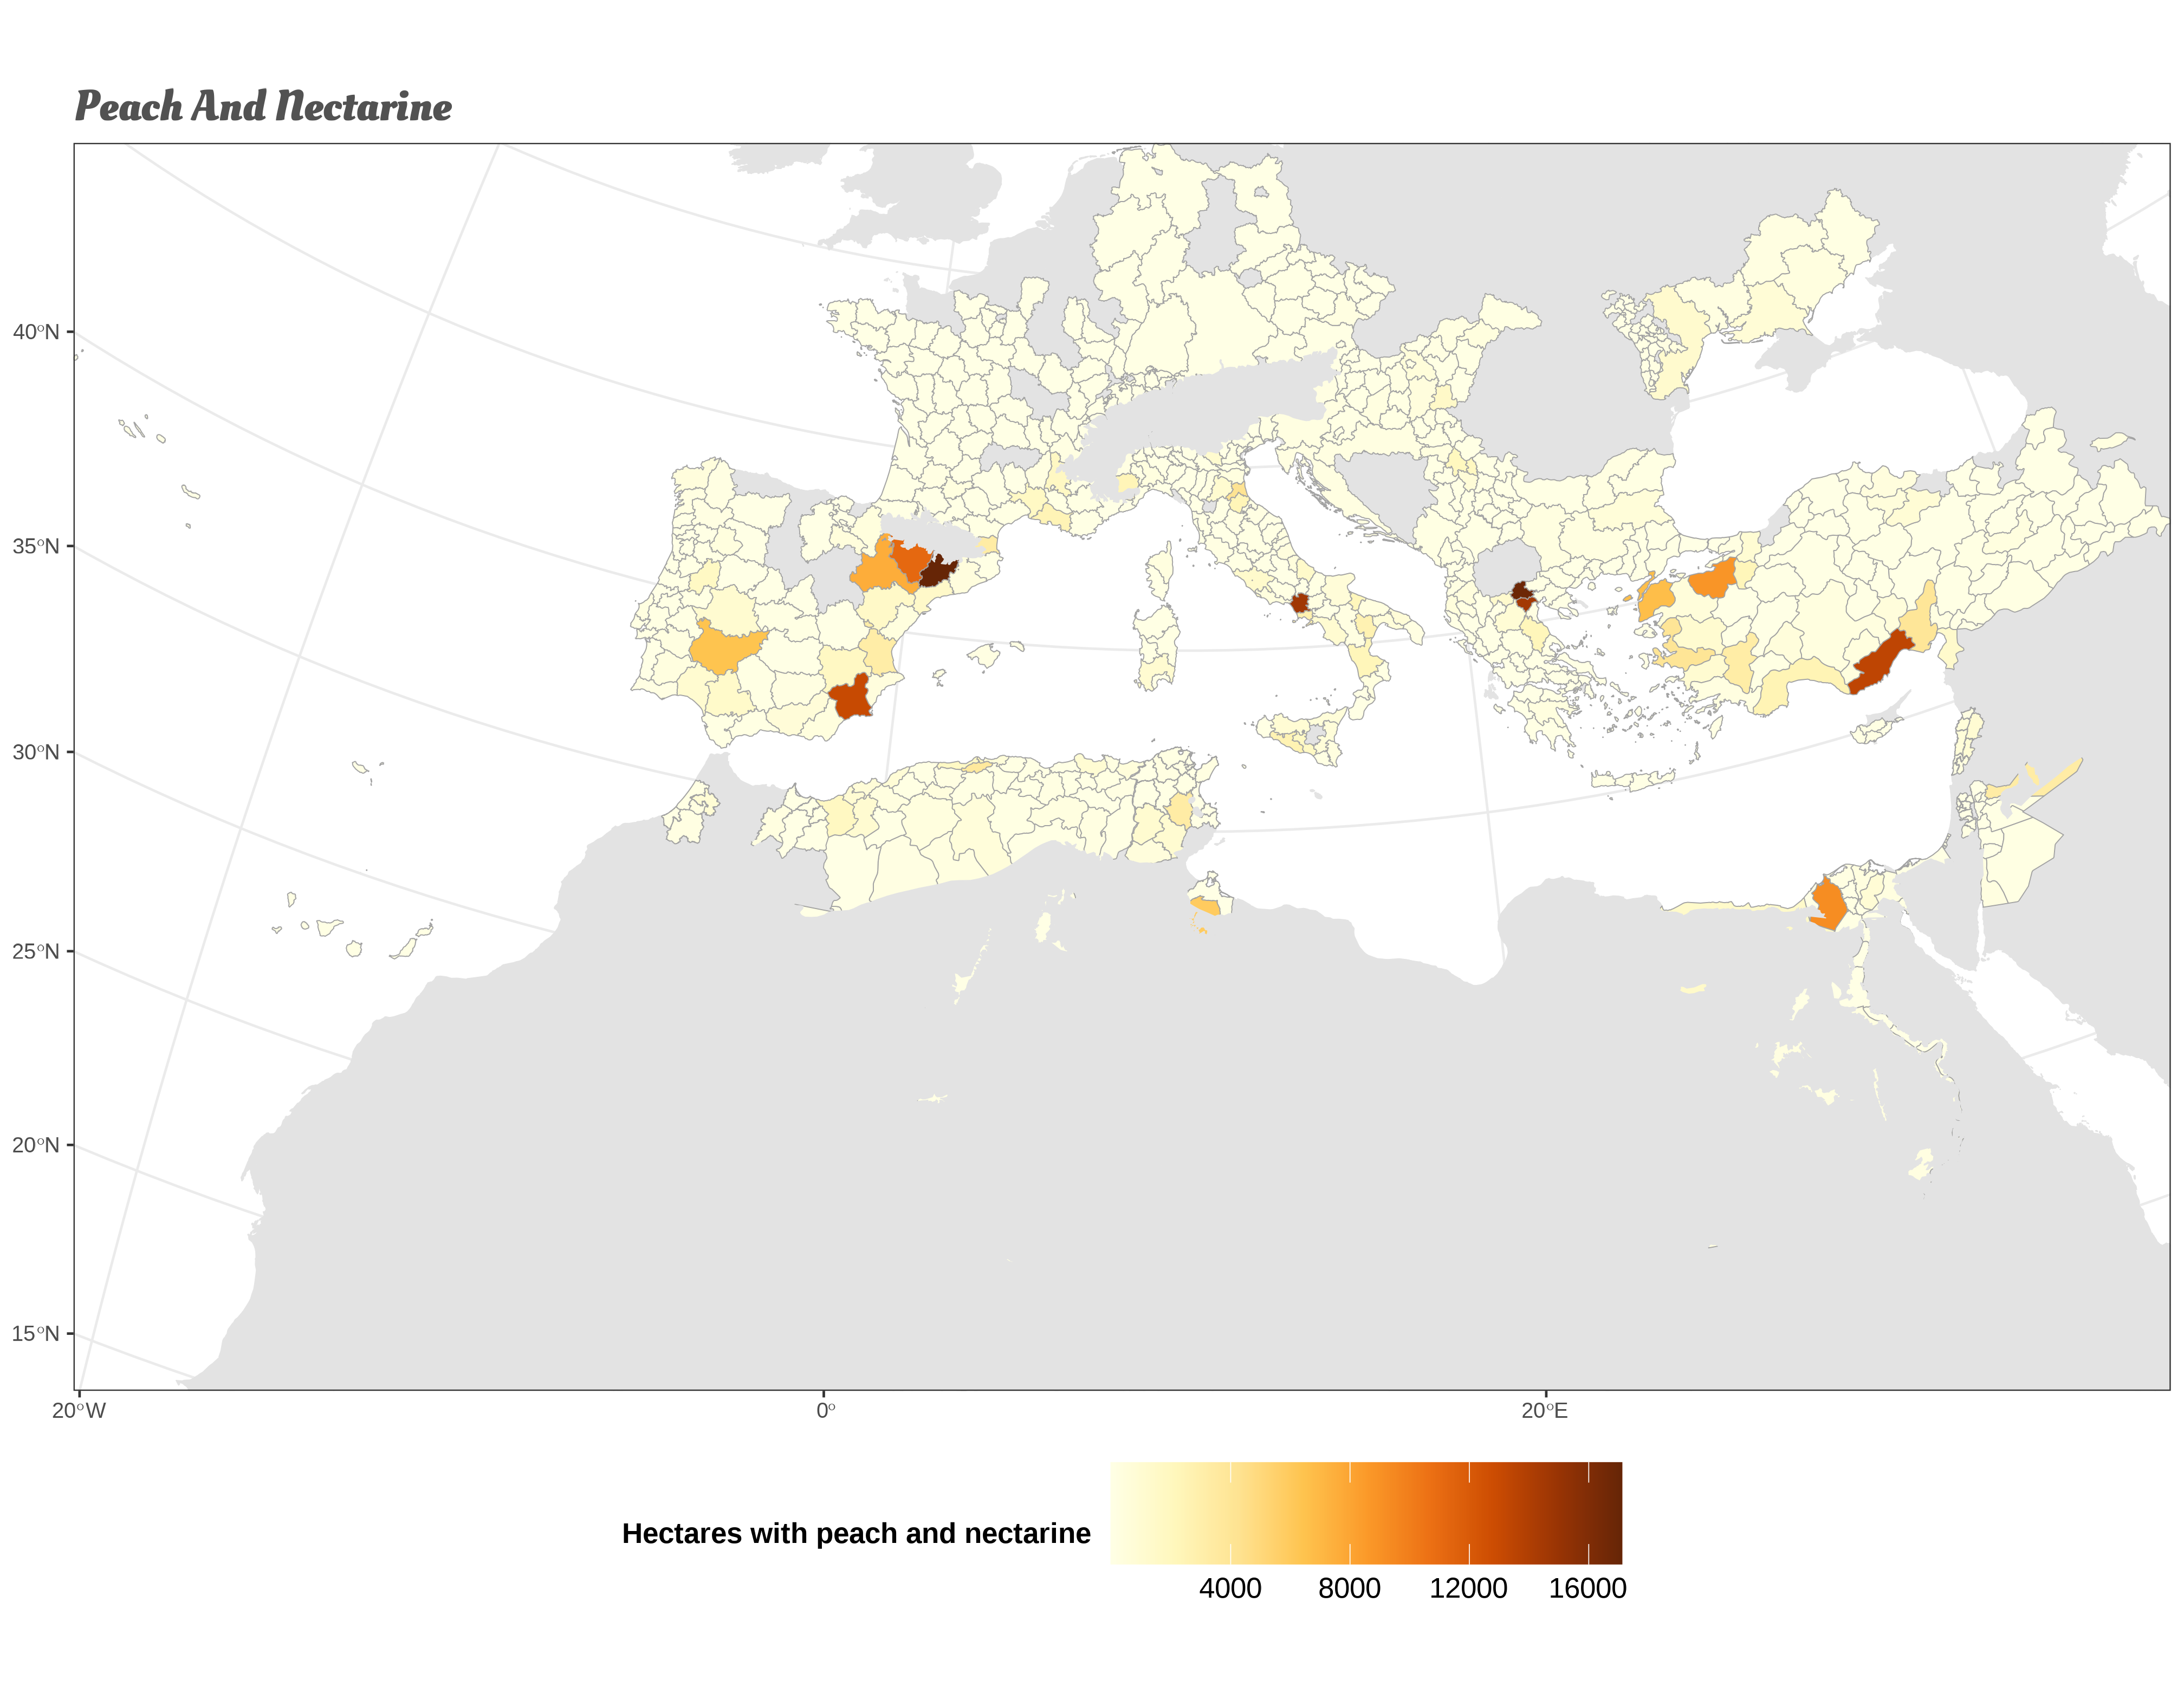 Peach And Nectarine
40°N
35°N
30°N
25°N
20°N
15°N
20°W 0° 20°E
Hectares with peach and nectarine
4000 8000 12000 16000